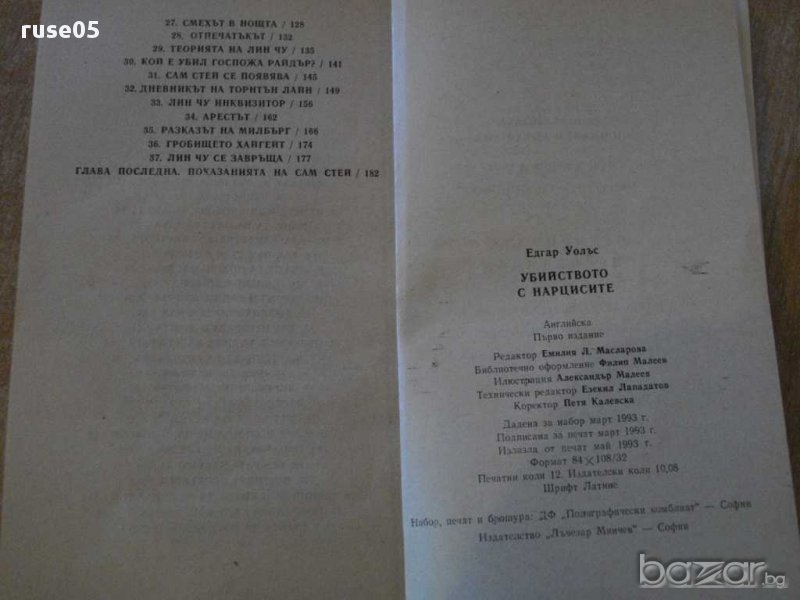 ruse05
27. СМЕХЪТ В НОЩТА / 128
28. ОТПЕЧАТЪКЪТ / 132
29. ТЕОРИЯТА НА ЛИН ЧУ / 135
30. КОЙ Е УБИЛ ГОСПОЖА РАЙДЪР? / 141
31. САМ СТЕЙ СЕ ПОЯВЯВА / 145
32. ДНЕВНИКЪТ НА ТОРНТЪН ЛАЙН / 149
33. ЛИН ЧУ ИНКВИЗИТОР / 156
34. АРЕСТЪТ / 162
35. РАЗКАЗЪТ НА МИЛБЪРГ / 166
36. ГРОБИЩЕТО ХАЙГЕЙТ / 174
37. ЛИН ЧУ СЕ ЗАВРЪЩА / 177
ГЛАВА ПОСЛЕДНА. ПОКАЗАНИЯТА НА САМ СТЕЙ / 182
Едгар Уолъс
УБИЙСТВОТО
С НАРЦИСИТЕ
Английска
Първо издание
Редактор Емилия Л. Масларова
Библиотечно оформление Филип Малеев
Илюстрация Александър Малеев
Технически редактор Езекил Лападатов
Коректор Петя Калевска
Дадена за набор март 1993 г.
Подписана за печат март 1993 г.
Излязла от печат май 1993 г.
Формат 84×108/32
Печатни коли 12. Издателски коли 10,08
Шрифт Латин
Набор, печат и брошура: ДФ „Полиграфически комбинат" — София
Издателство „Лъчезар Минчев" — София
bazar.bg